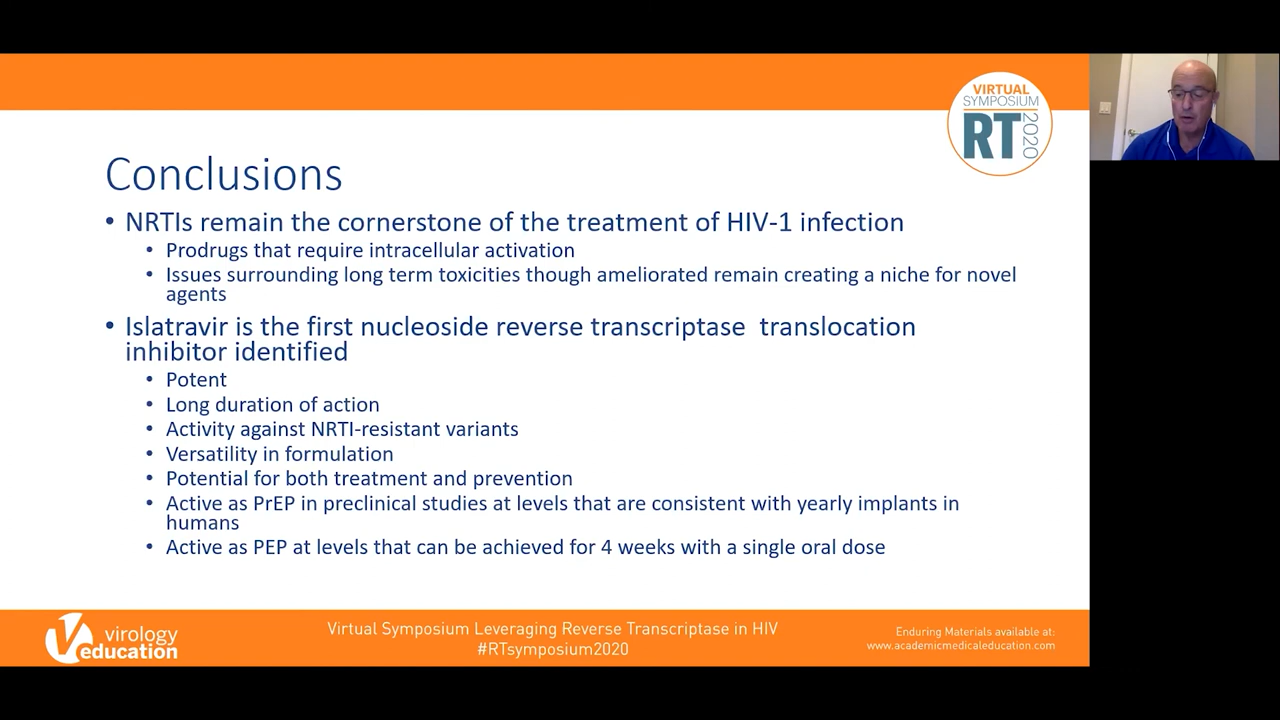 VIRTUAL
SYMPOSIUM
RT
2020
Conclusions
• NRTIs remain the cornerstone of the treatment of HIV-1 infection
• Prodrugs that require intracellular activation
• Issues surrounding long term toxicities though ameliorated remain creating a niche for novel
agents
• Islatravir is the first nucleoside reverse transcriptase  translocation
inhibitor identified
• Potent
• Long duration of action
• Activity against NRTI-resistant variants
• Versatility in formulation
• Potential for both treatment and prevention
• Active as PrEP in preclinical studies at levels that are consistent with yearly implants in
humans
• Active as PEP at levels that can be achieved for 4 weeks with a single oral dose
virology
education
Virtual Symposium Leveraging Reverse Transcriptase in HIV
#RTsymposium2020
Enduring Materials available at:
www.academicmedicaleducation.com